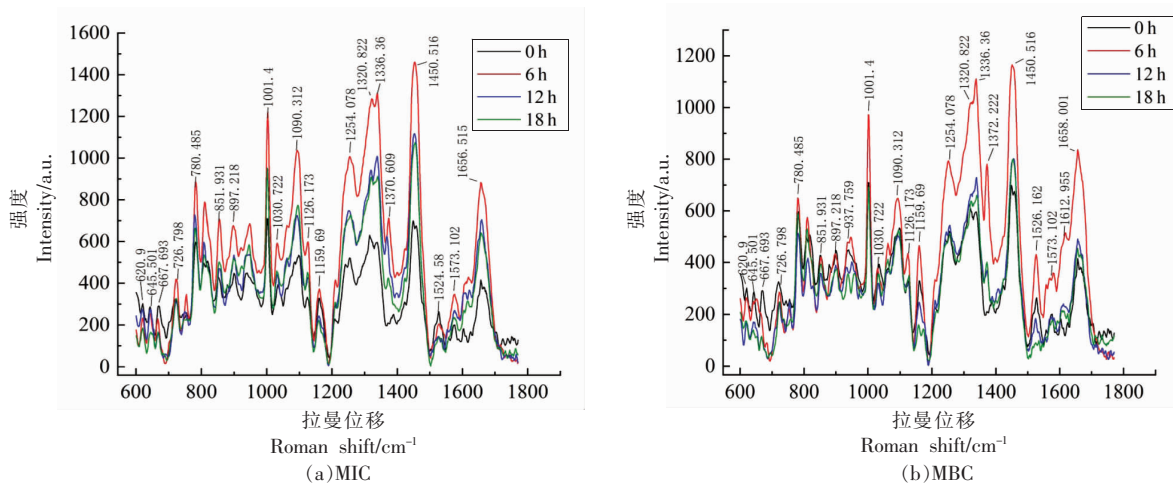 1600
1400
1200
1000
800
600
400
200
0
强度
Intensity/a.u.
620.9
645.501
667.693
726.798
780.485
851.931
897.218
1001.4
1030.722
1090.312
1126.173
1159.69
1254.078
1320.822
1336.36
1370.609
1450.516
1524.58
1573.102
1656.515
0 h
6 h
12 h
18 h
600 800 1000 1200 1400 1600 1800
拉曼位移
Roman shift/cm⁻¹
(a)MIC
1200
1000
800
600
400
200
0
强度
Intensity/a.u.
620.9
645.501
667.693
726.798
780.485
851.931
897.218
937.759
1001.4
1030.722
1090.312
1126.173
1159.69
1254.078
1320.822
1336.36
1372.222
1450.516
1526.162
1573.102
1612.955
1658.001
0 h
6 h
12 h
18 h
600 800 1000 1200 1400 1600 1800
拉曼位移
Roman shift/cm⁻¹
(b)MBC